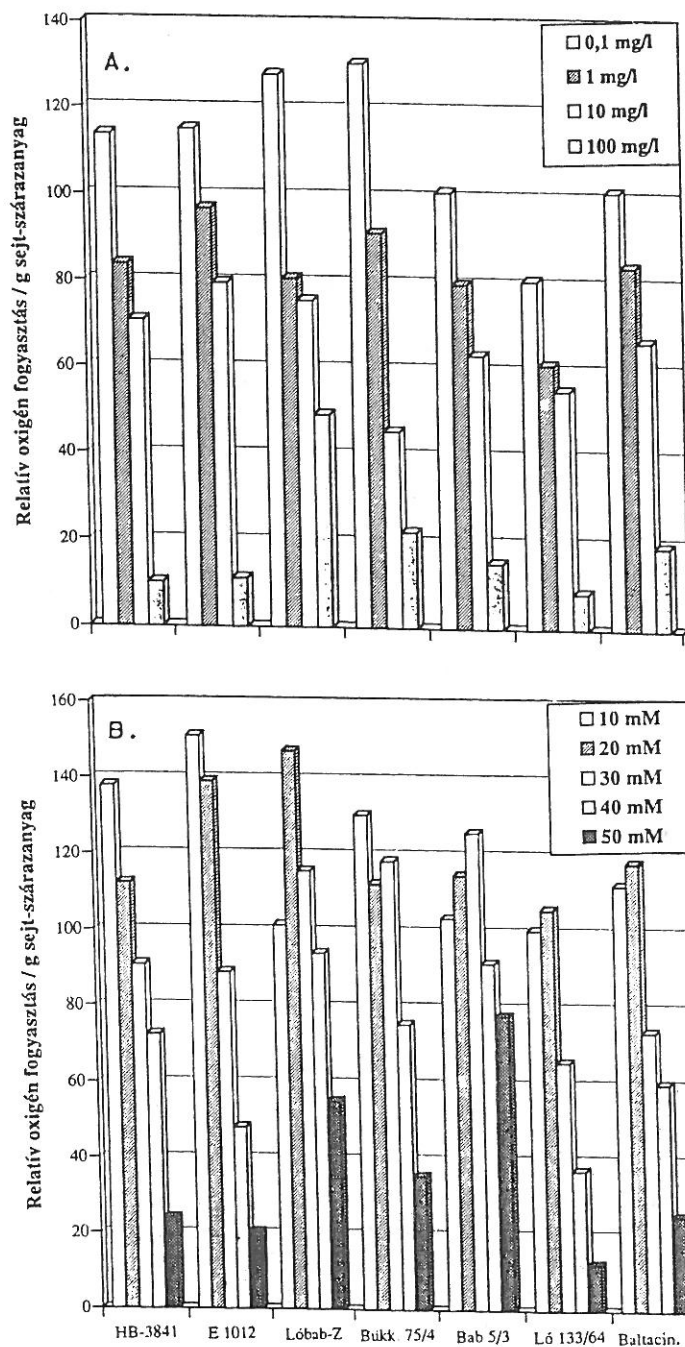 A.
0,1 mg/l
1 mg/l
10 mg/l
100 mg/l
Relatív oxigén fogyasztás / g sejt-szárazanyag
140
120
100
80
60
40
20
0
B.
10 mM
20 mM
30 mM
40 mM
50 mM
Relatív oxigén fogyasztás / g sejt-szárazanyag
160
140
120
100
80
60
40
20
0
HB-3841 E 1012 Lóbab-Z Bükk. 75/4 Bab 5/3 Ló 133/64 Baltacin.